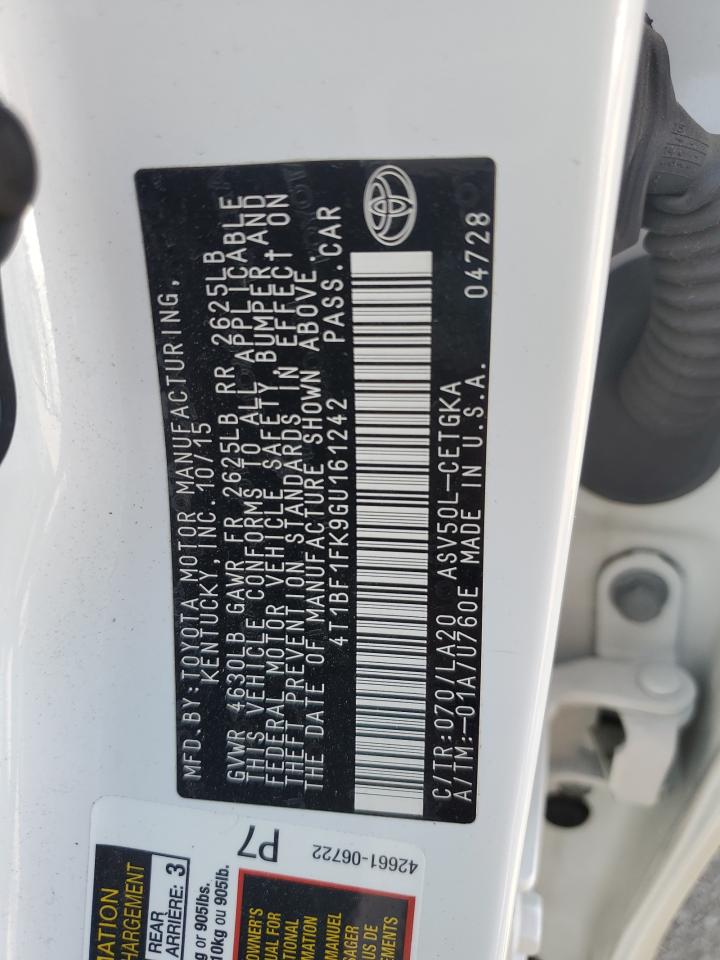 MFD.BY:TOYOTA MOTOR MANUFACTURING,
KENTUCKY,INC. 10/15
GVWR 4630LB GAWR FR 2625LB RR 2625LB
THIS VEHICLE CONFORMS TO ALL APPLICABLE
FEDERAL MOTOR VEHICLE SAFETY, BUMPER AND
THEFT PREVENTION STANDARDS IN EFFECT ON
THE DATE OF MANUFACTURE SHOWN ABOVE.
4T1BF1FK9GU161242 PASS.CAR
C/TR:070/LA20 ASV50L-CETGKA
A/TM:-01A/U760E MADE IN U.S.A. 04728
P7
42661-06722
REAR
ARRIÈRE: 3
905lbs.
ou 905lb.
MANUEL